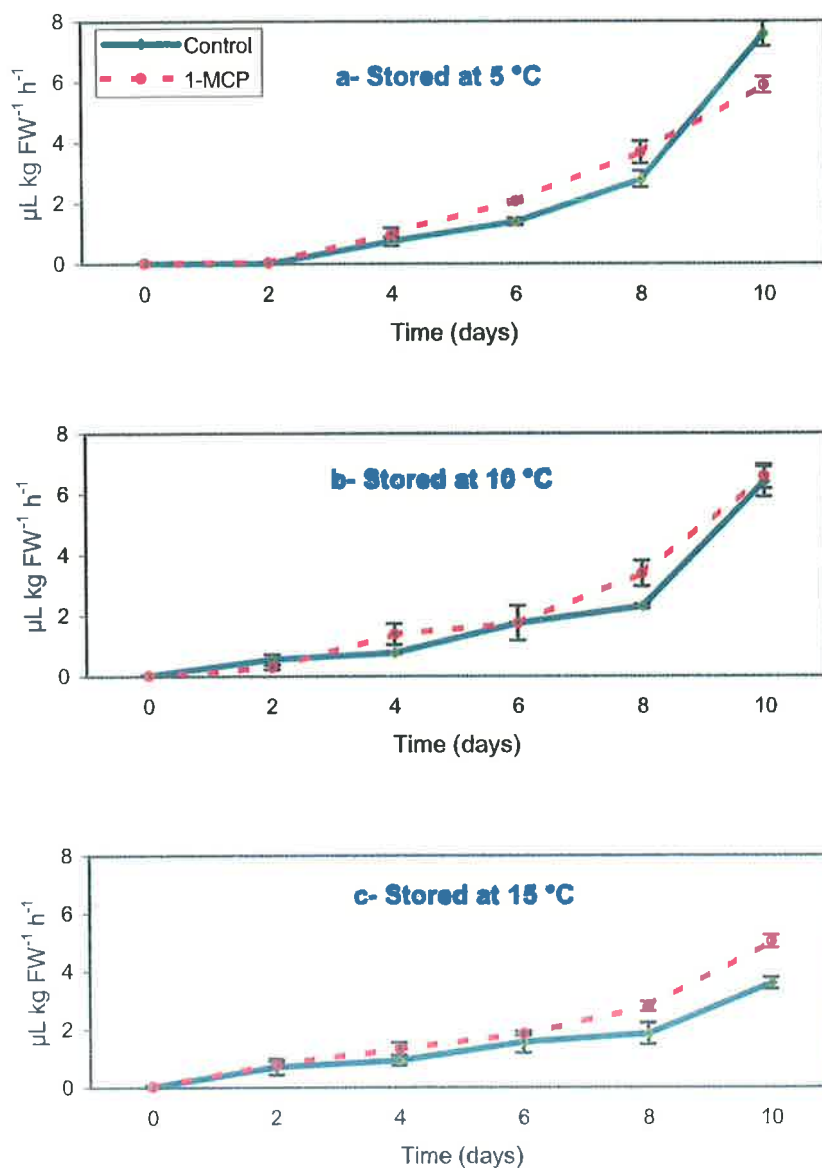 Control
1-MCP
a- Stored at 5 °C
8
6
4
2
0
µL kg FW⁻¹ h⁻¹
0 2 4 6 8 10
Time (days)
b- Stored at 10 °C
8
6
4
2
0
µL kg FW⁻¹ h⁻¹
0 2 4 6 8 10
Time (days)
c- Stored at 15 °C
8
6
4
2
0
µL kg FW⁻¹ h⁻¹
0 2 4 6 8 10
Time (days)